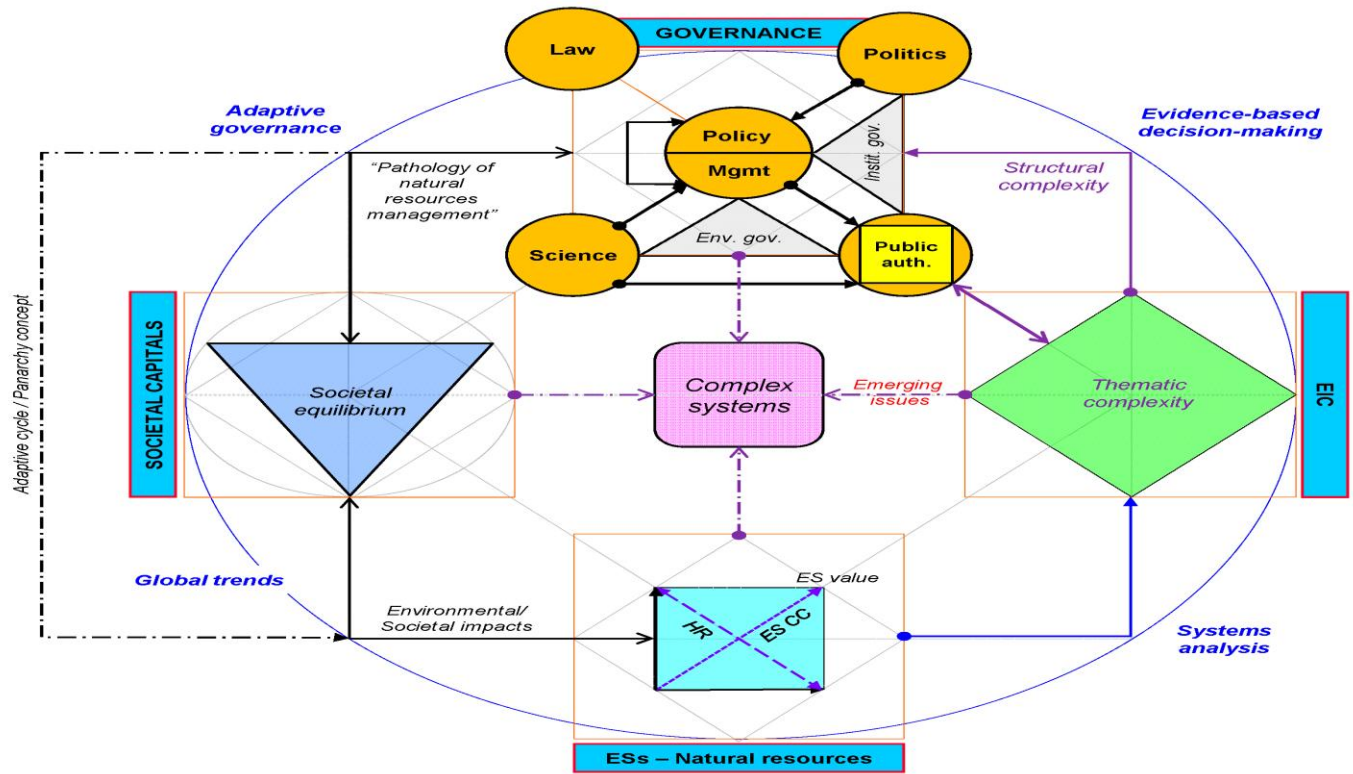 GOVERNANCE
Law
Politics
Adaptive
governance
Evidence-based
decision-making
Policy
Mgmt
Instit. gov.
"Pathology of
natural
resources
management"
Structural
complexity
Science
Env. gov.
Public
auth.
Adaptive cycle / Panarchy concept
SOCIETAL CAPITALS
Societal
equilibrium
Complex
systems
Emerging
issues
Thematic
complexity
EIC
Global trends
Environmental/
Societal impacts
ES value
HR
ES CC
Systems
analysis
ESs – Natural resources